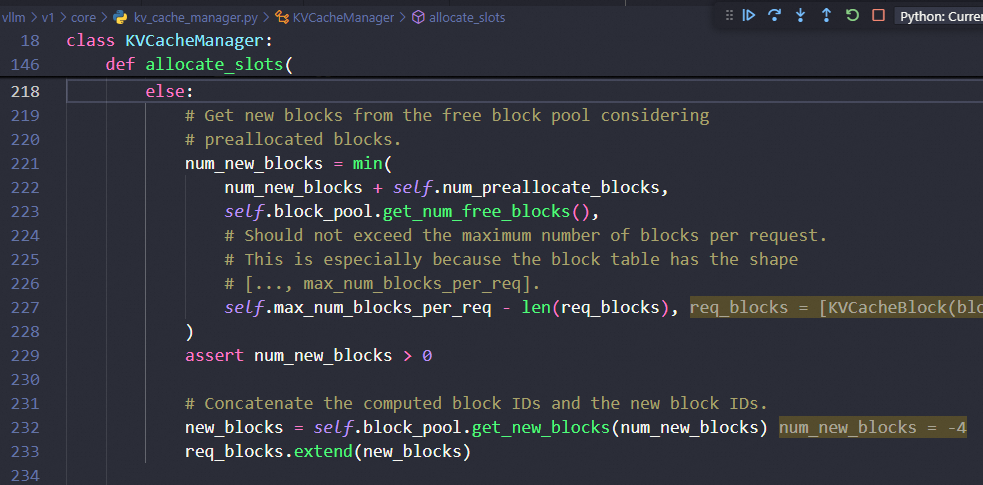 vllm > v1 > core > kv_cache_manager.py > KVCacheManager > allocate_slots
Python: Curre
18 class KVCacheManager:
146 def allocate_slots(
218 else:
219 # Get new blocks from the free block pool considering
220 # preallocated blocks.
221 num_new_blocks = min(
222 num_new_blocks + self.num_preallocate_blocks,
223 self.block_pool.get_num_free_blocks(),
224 # Should not exceed the maximum number of blocks per request.
225 # This is especially because the block table has the shape
226 # [..., max_num_blocks_per_req].
227 self.max_num_blocks_per_req - len(req_blocks), req_blocks = [KVCacheBlock(blo
228 )
229 assert num_new_blocks > 0
230
231 # Concatenate the computed block IDs and the new block IDs.
232 new_blocks = self.block_pool.get_new_blocks(num_new_blocks) num_new_blocks = -4
233 req_blocks.extend(new_blocks)
234